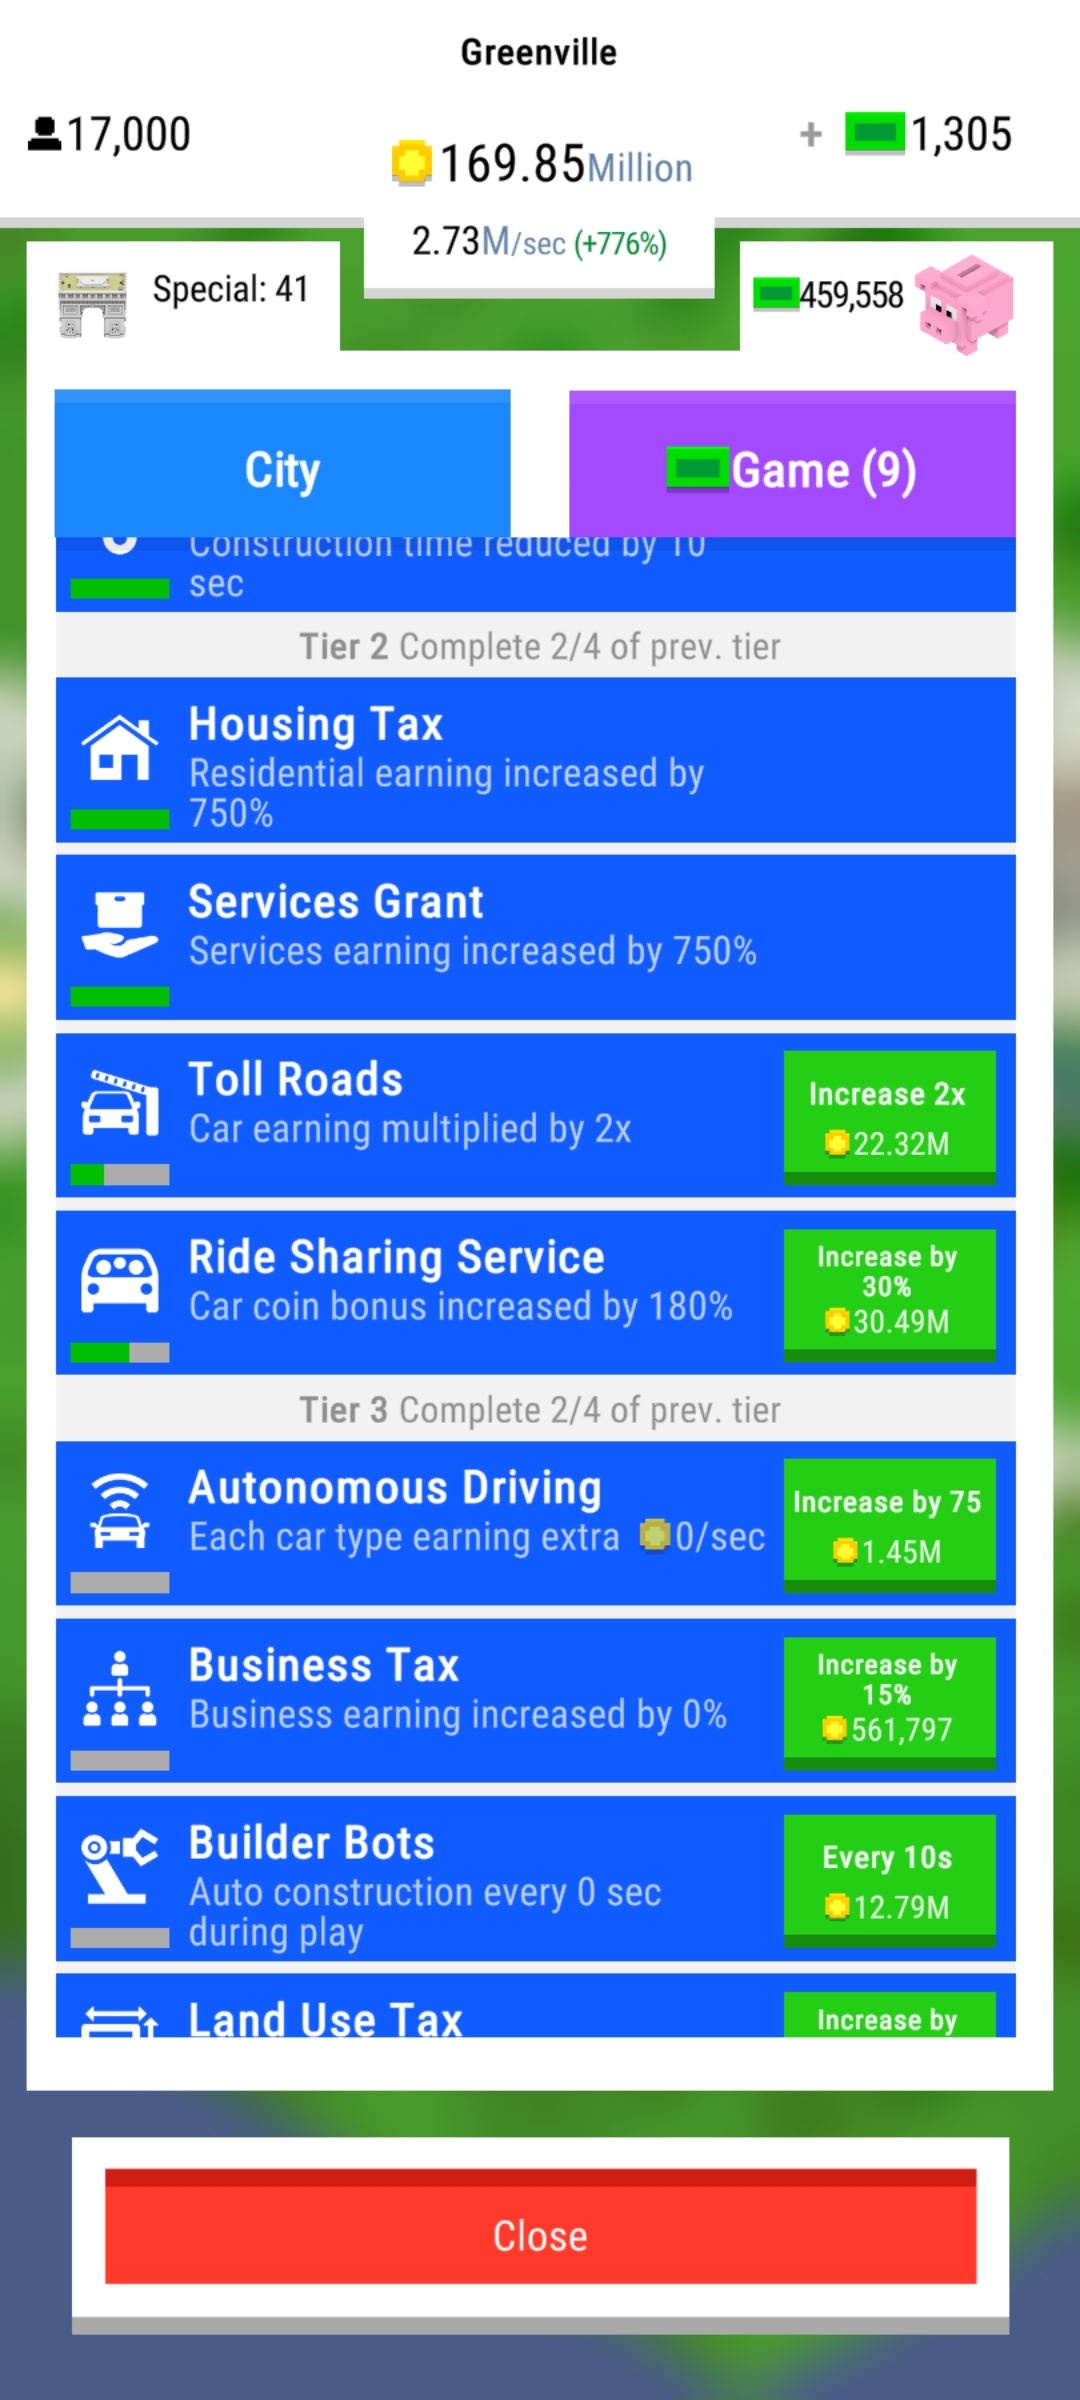 Greenville
17,000
169.85Million
+ 1,305
2.73M/sec (+776%)
Special: 41
459,558
City
Game (9)
Construction time reduced by 10
sec
Tier 2 Complete 2/4 of prev. tier
Housing Tax
Residential earning increased by
750%
Services Grant
Services earning increased by 750%
Toll Roads
Car earning multiplied by 2x
Increase 2x
22.32M
Ride Sharing Service
Car coin bonus increased by 180%
Increase by
30%
30.49M
Tier 3 Complete 2/4 of prev. tier
Autonomous Driving
Each car type earning extra 0/sec
Increase by 75
1.45M
Business Tax
Business earning increased by 0%
Increase by
15%
561,797
Builder Bots
Auto construction every 0 sec
during play
Every 10s
12.79M
Land Use Tax
Increase by
Close